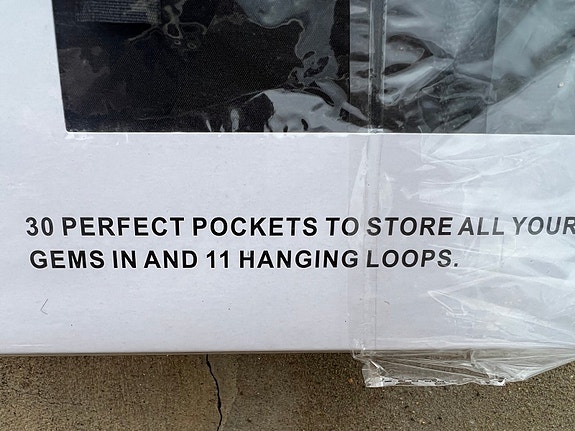 30 PERFECT POCKETS TO STORE ALL YOUR
GEMS IN AND 11 HANGING LOOPS.